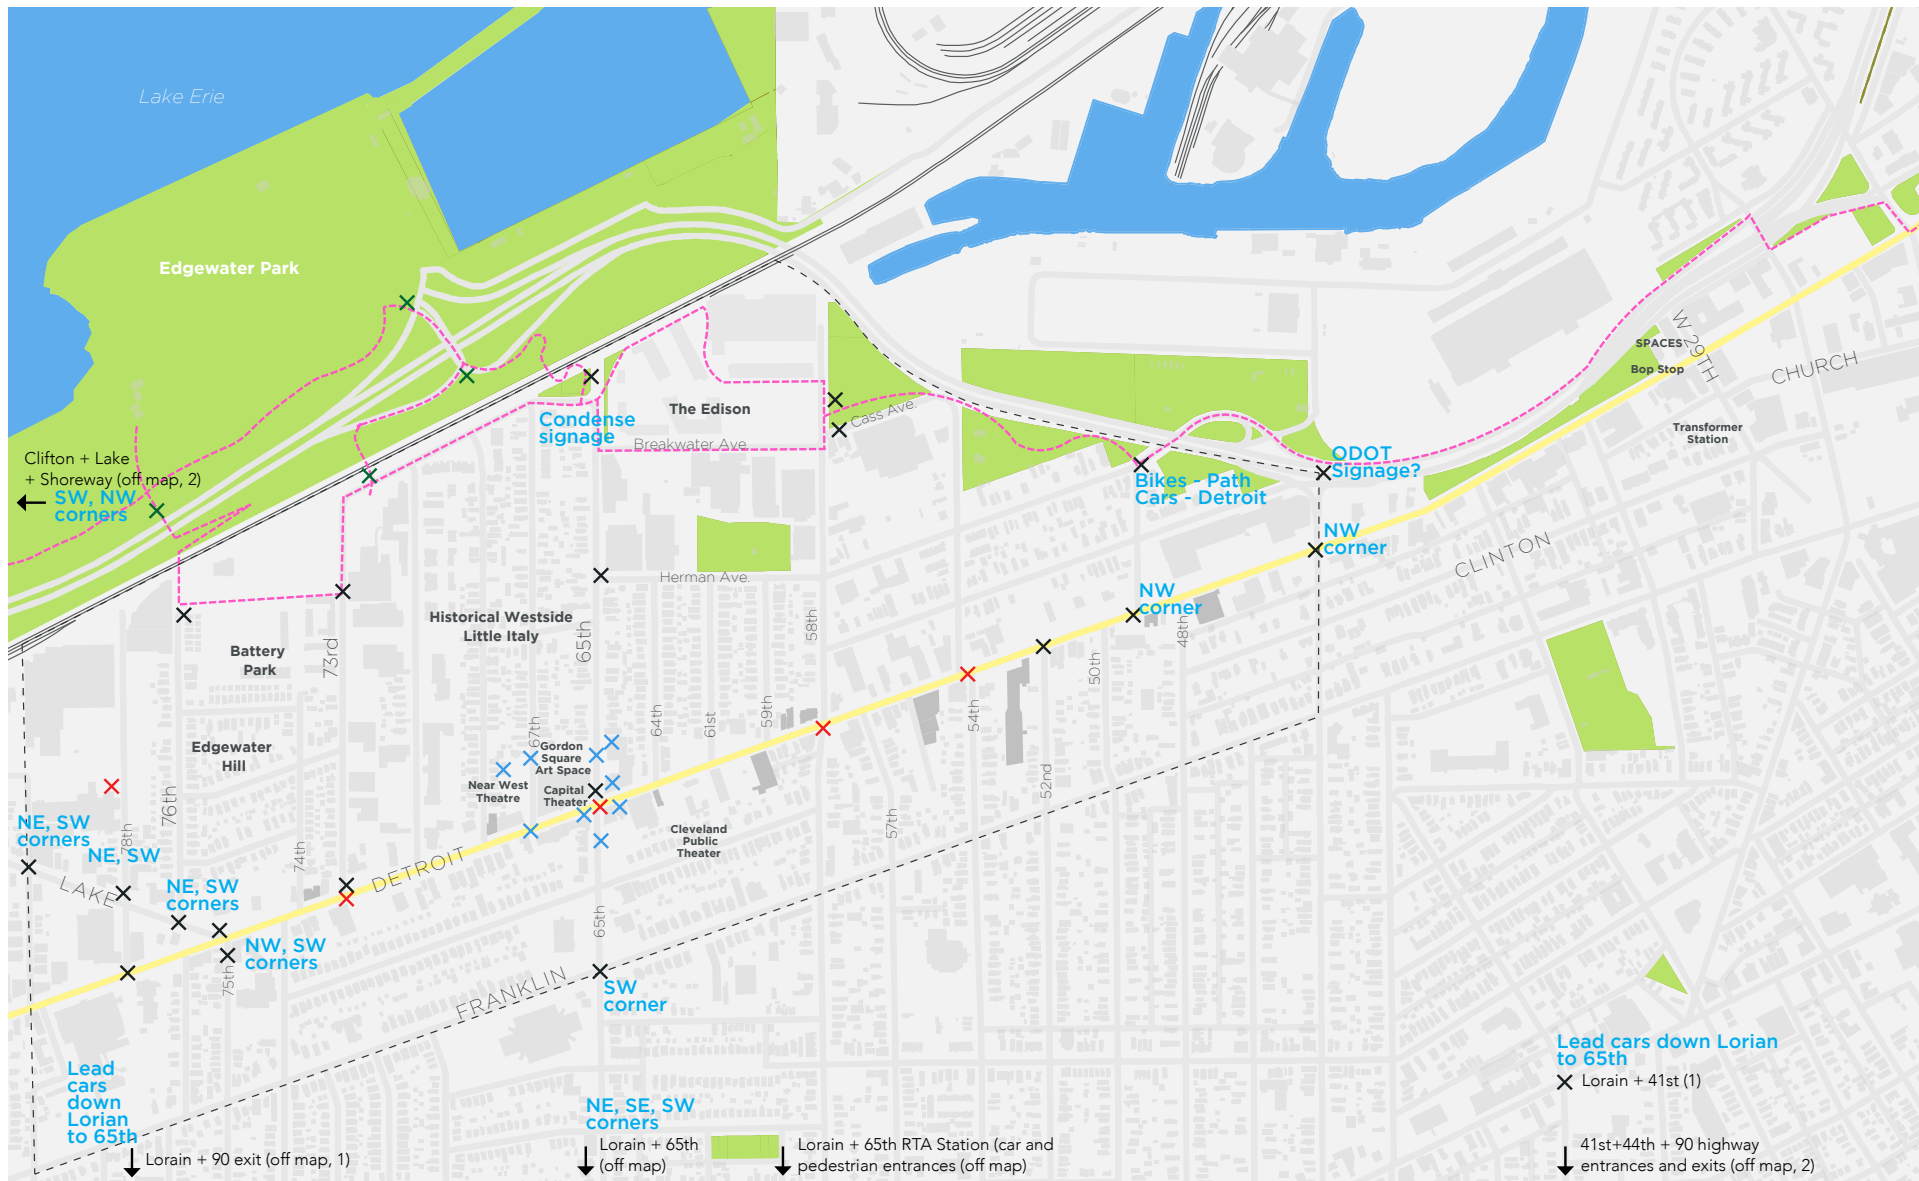 Lake Erie
Edgewater Park
SPACES
W 29TH
Bop Stop
CHURCH
The Edison
Cass Ave.
Condense
signage
Breakwater Ave.
Transformer
Station
Clifton + Lake
+ Shoreway (off map, 2)
SW, NW
corners
ODOT
Signage?
Bikes - Path
Cars - Detroit
NW
corner
CLINTON
Herman Ave.
NW
corner
Historical Westside
Little Italy
65th
58th
48th
73rd
Battery
Park
50th
67th
64th
61st
59th
54th
Edgewater
Hill
Gordon
Square
Art Space
Near West
Theatre
Capital
Theater
52nd
76th
78th
57th
NE, SW
corners
NE, SW
Cleveland
Public
Theater
74th
DETROIT
LAKE
NE, SW
corners
65th
NW, SW
corners
75th
FRANKLIN
SW
corner
Lead
cars
down
Lorian
to 65th
Lead cars down Lorian
to 65th
Lorain + 41st (1)
NE, SE, SW
corners
Lorain + 90 exit (off map, 1)
Lorain + 65th
(off map)
Lorain + 65th RTA Station (car and
pedestrian entrances (off map)
41st+44th + 90 highway
entrances and exits (off map, 2)